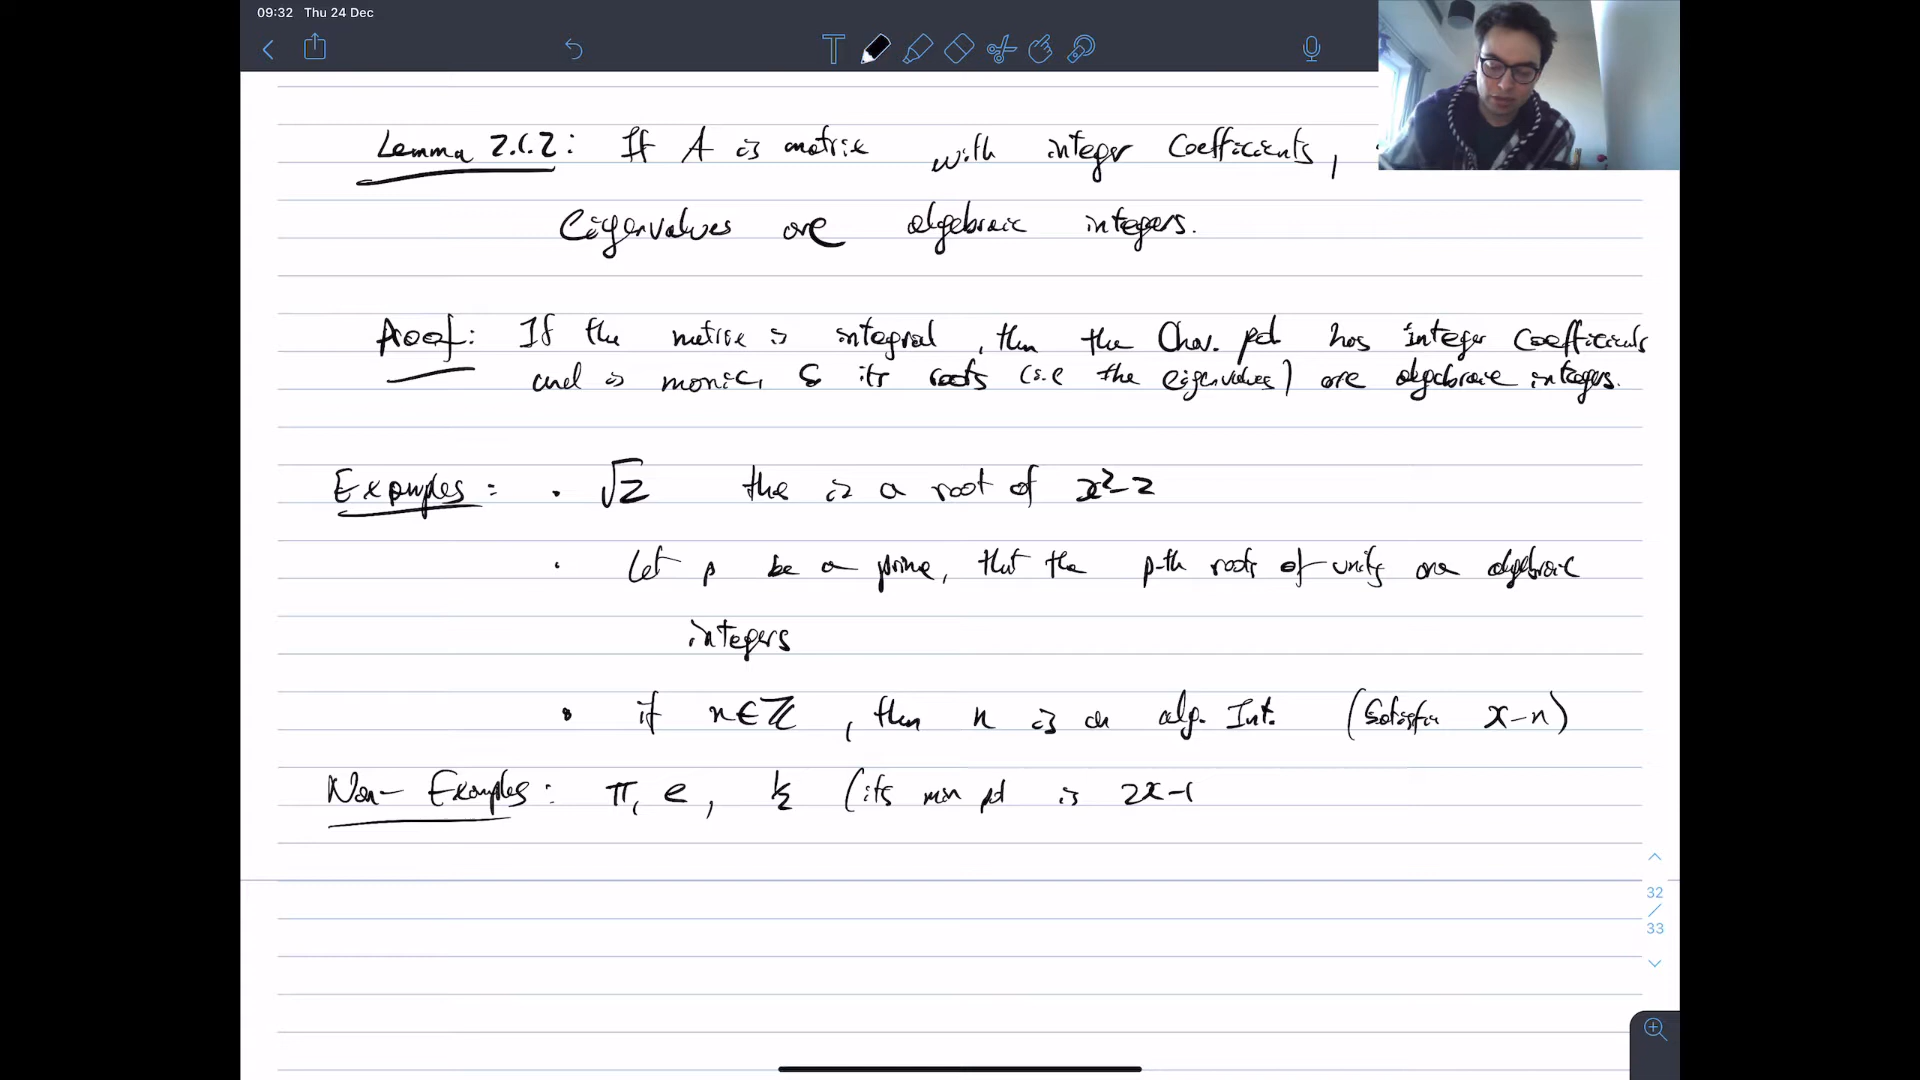 09:32 Thu 24 Dec
Lemma 2.1.2: If A is matrix with integer coefficients,
eigenvalues are algebraic integers.
Proof: If the matrix is integral, then the char. pol has integer coefficients
and is monic, & its roots (i.e the eigenvalues) are algebraic integers.
Examples: · √2 the is a root of x²-2
· Let p be a prime, that the p-th roots of unity are algebraic
integers
· if n∈ℤ, then n is an alg. Int. (Satisfies x-n)
Non-Examples: π, e, 1/2 (its min pol is 2x-1
32
/
33